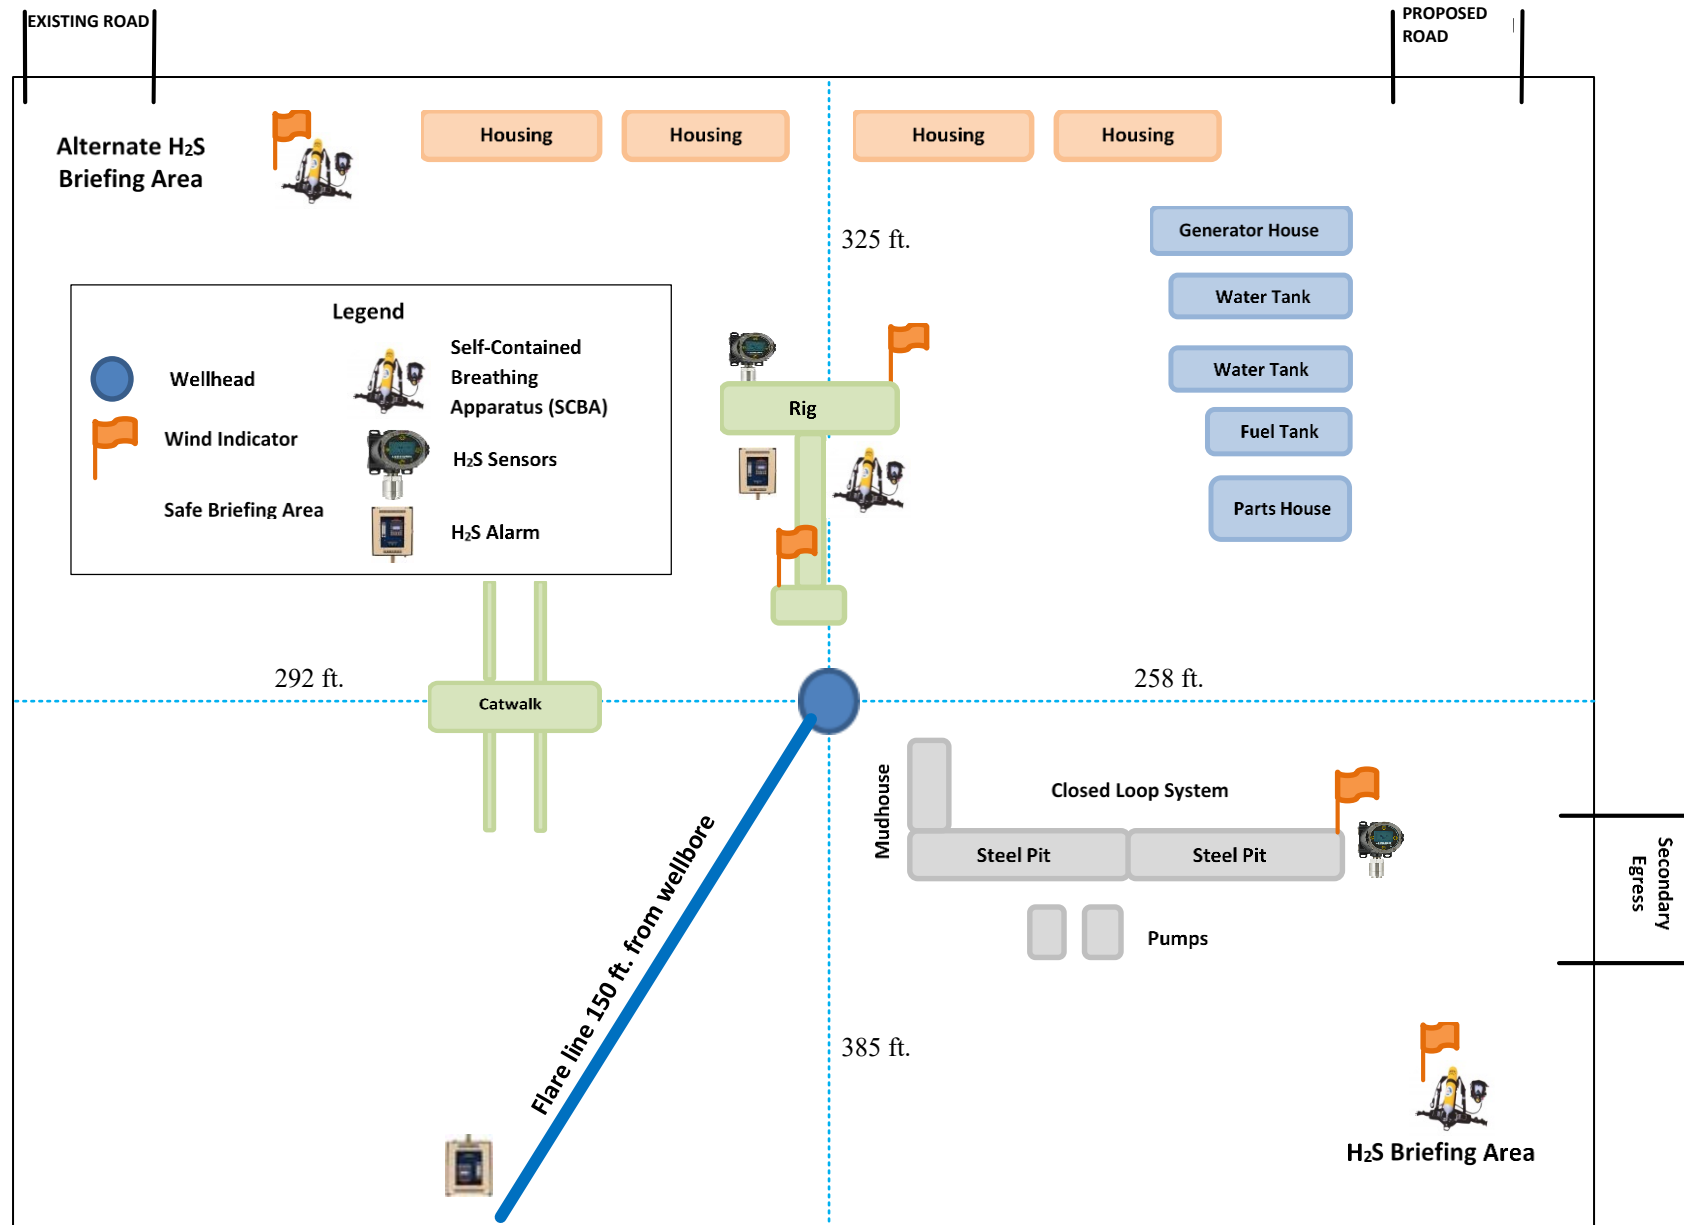 EXISTING ROAD
PROPOSED
ROAD
Alternate H2S
Briefing Area
Housing
Housing
Housing
Housing
325 ft.
Generator House
Water Tank
Water Tank
Fuel Tank
Parts House
Legend
Wellhead
Wind Indicator
Safe Briefing Area
Self-Contained
Breathing
Apparatus (SCBA)
H2S Sensors
H2S Alarm
Rig
292 ft.
258 ft.
Catwalk
Mudhouse
Closed Loop System
Steel Pit
Steel Pit
Pumps
Secondary
Egress
Flare line 150 ft. from wellbore
385 ft.
H2S Briefing Area